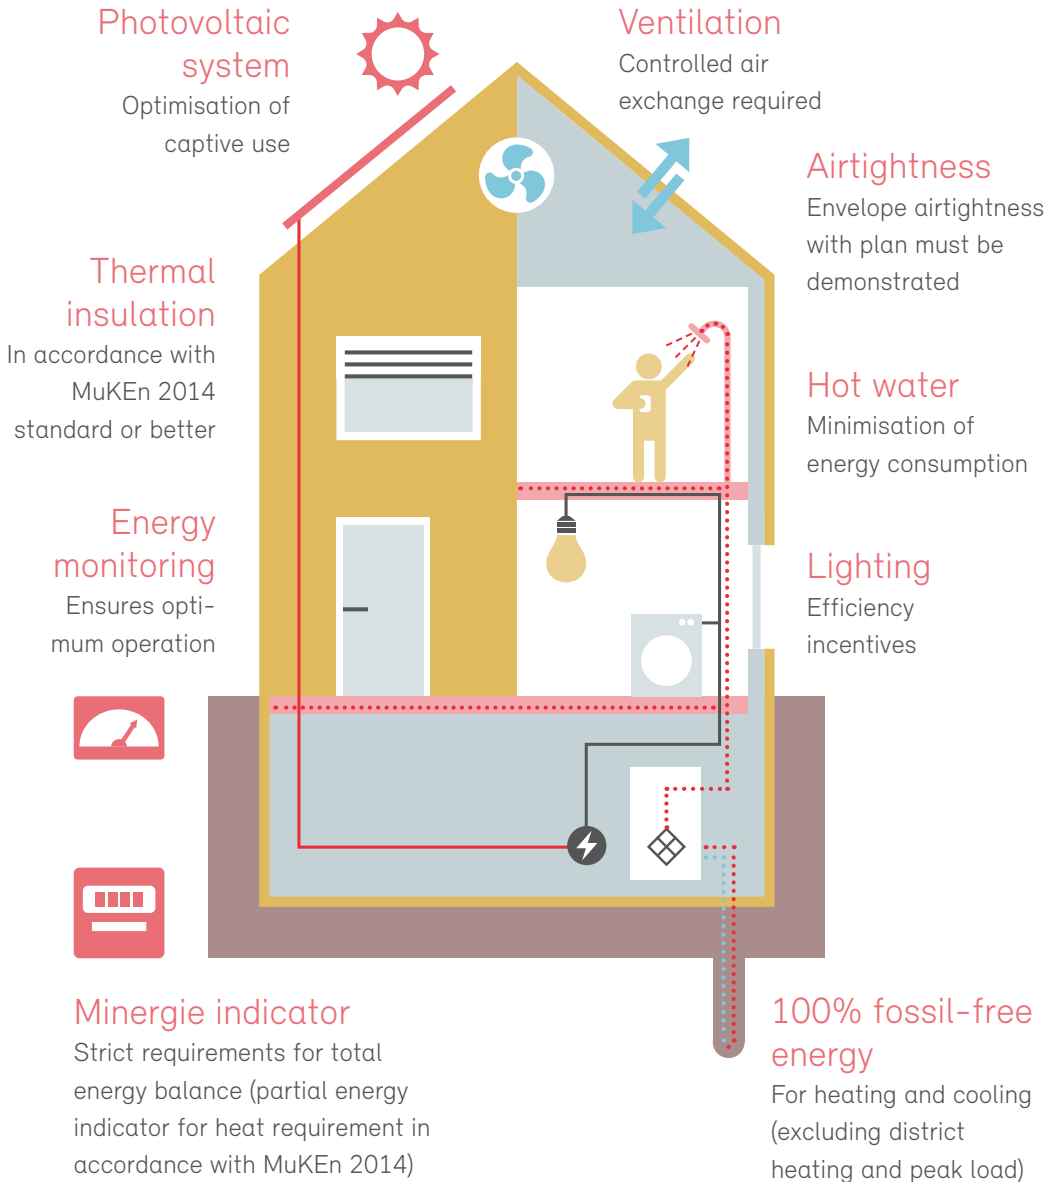 Photovoltaic
system
Optimisation of
captive use
Ventilation
Controlled air
exchange required
Airtightness
Envelope airtightness
with plan must be
demonstrated
Thermal
insulation
In accordance with
MuKEn 2014
standard or better
Hot water
Minimisation of
energy consumption
Energy
monitoring
Ensures opti-
mum operation
Lighting
Efficiency
incentives
Minergie indicator
Strict requirements for total
energy balance (partial energy
indicator for heat requirement in
accordance with MuKEn 2014)
100% fossil-free
energy
For heating and cooling
(excluding district
heating and peak load)